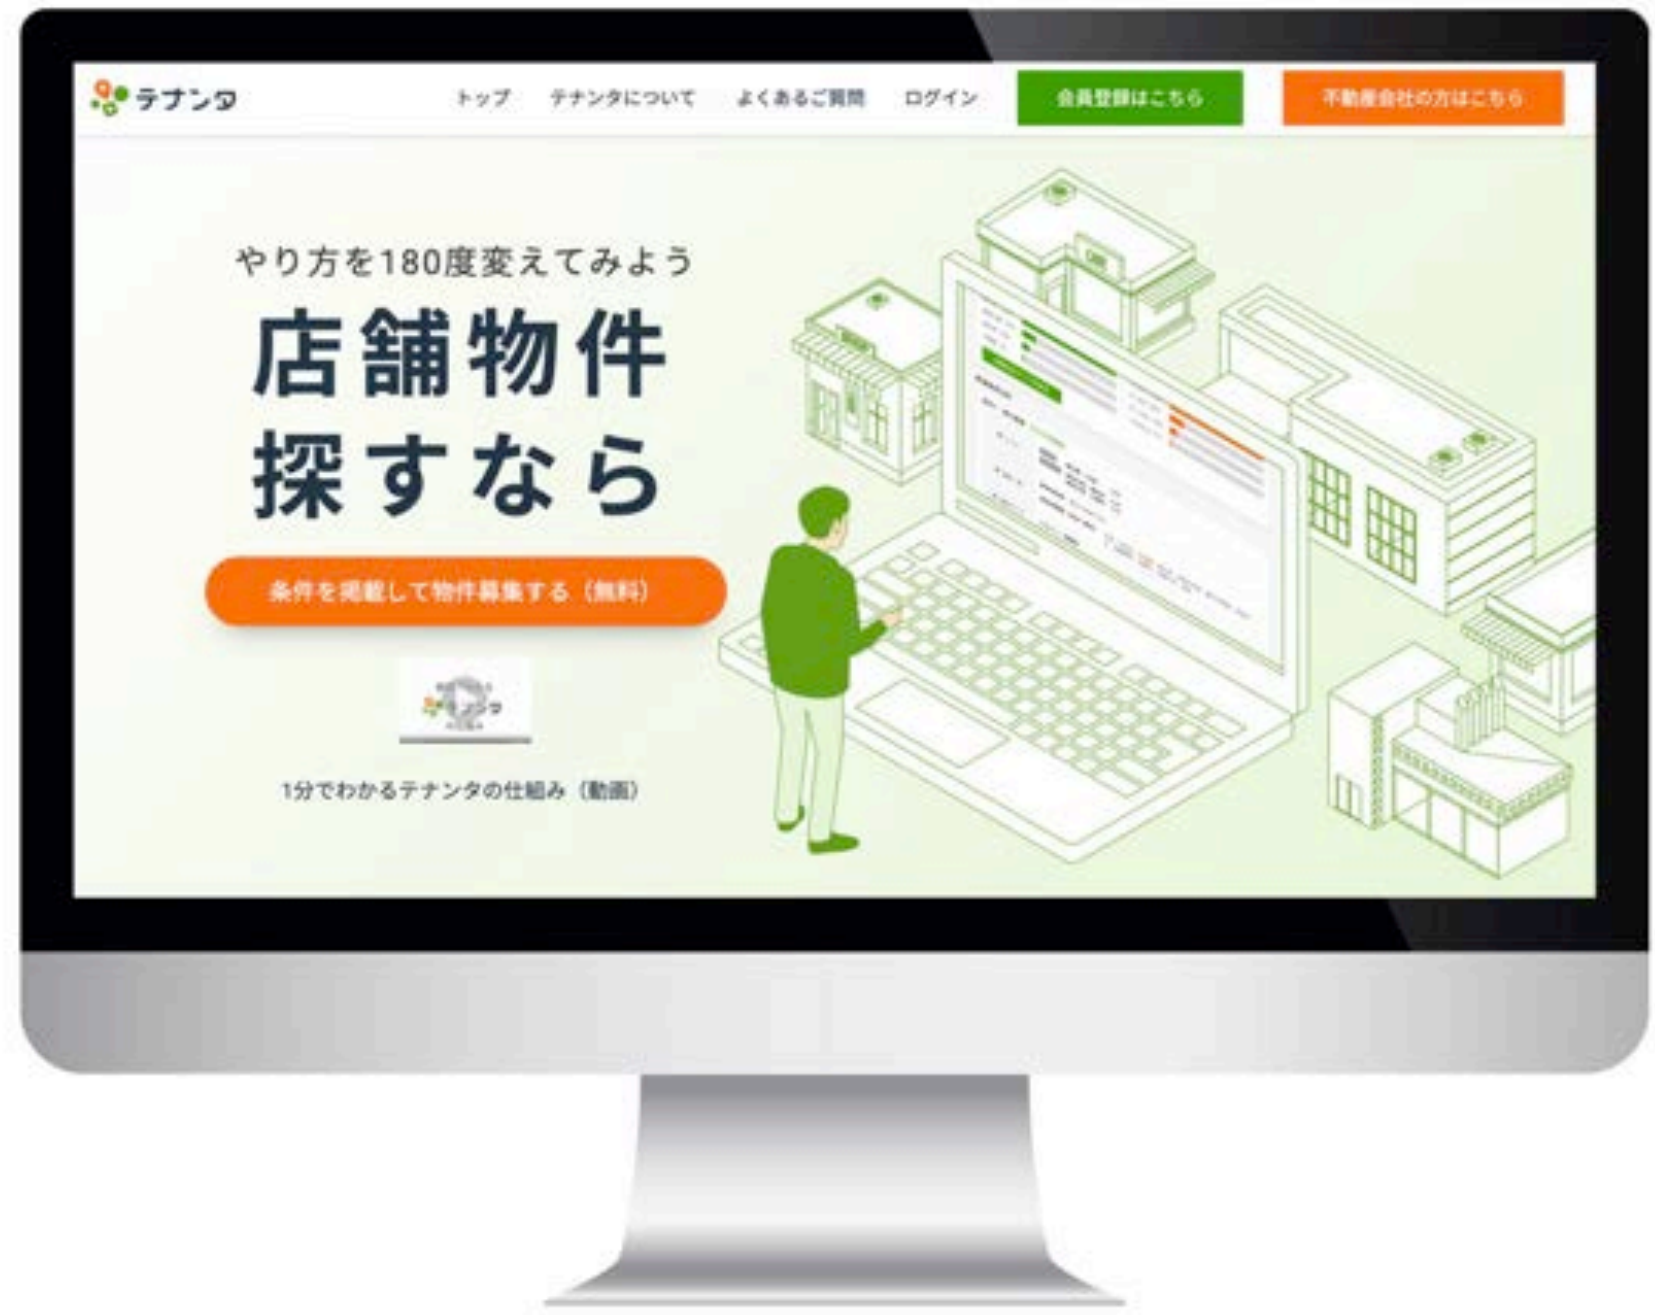 テナンタ
トップ
テナンタについて
よくあるご質問
ログイン
会員登録はこちら
不動産会社の方はこちら
やり方を180度変えてみよう
店舗物件
探すなら
条件を掲載して物件募集する（無料）
1分でわかるテナンタの仕組み（動画）